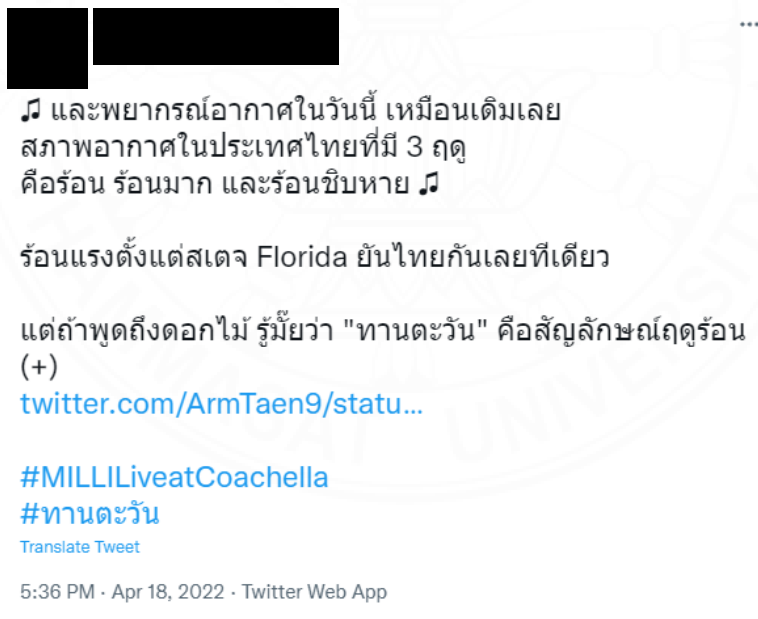 ♫ และพยากรณ์อากาศในวันนี้ เหมือนเดิมเลย
สภาพอากาศในประเทศไทยที่มี 3 ฤดู
คือร้อน ร้อนมาก และร้อนชิบหาย ♫
ร้อนแรงตั้งแต่สเตจ Florida ยันไทยกันเลยทีเดียว
แต่ถ้าพูดถึงดอกไม้ รู้มั๊ยว่า "ทานตะวัน" คือสัญลักษณ์ฤดูร้อน
(+)
twitter.com/ArmTaen9/statu...
#MILLILiveatCoachella
#ทานตะวัน
Translate Tweet
5:36 PM · Apr 18, 2022 · Twitter Web App